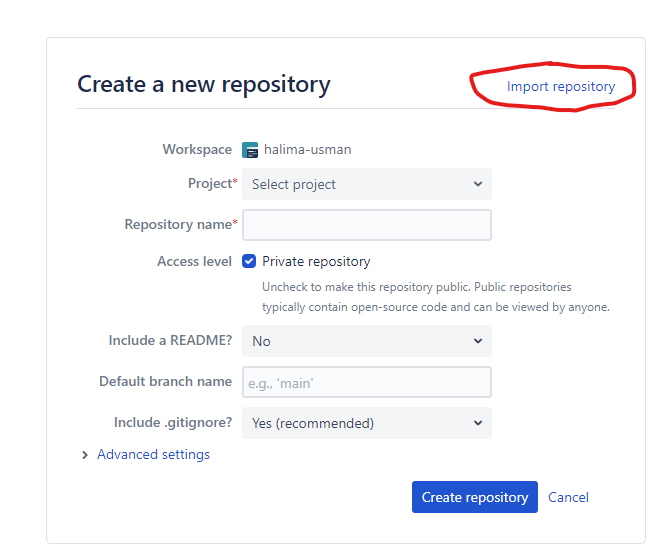 Create a new repository
Import repository
Workspace halima-usman
Project* Select project
Repository name*
Access level Private repository
Uncheck to make this repository public. Public repositories
typically contain open-source code and can be viewed by anyone.
Include a README? No
Default branch name e.g., 'main'
Include .gitignore? Yes (recommended)
Advanced settings
Create repository Cancel